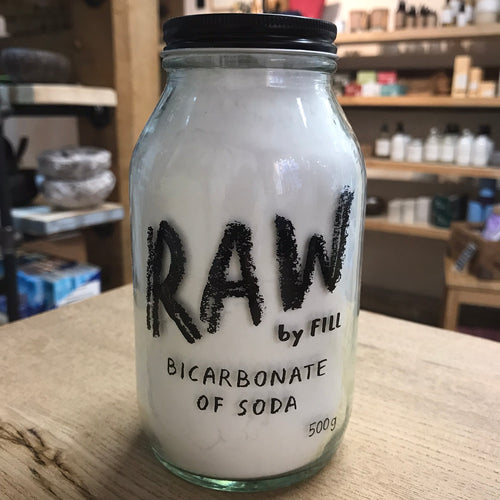 RAW
by FILL
BICARBONATE
OF SODA
500g